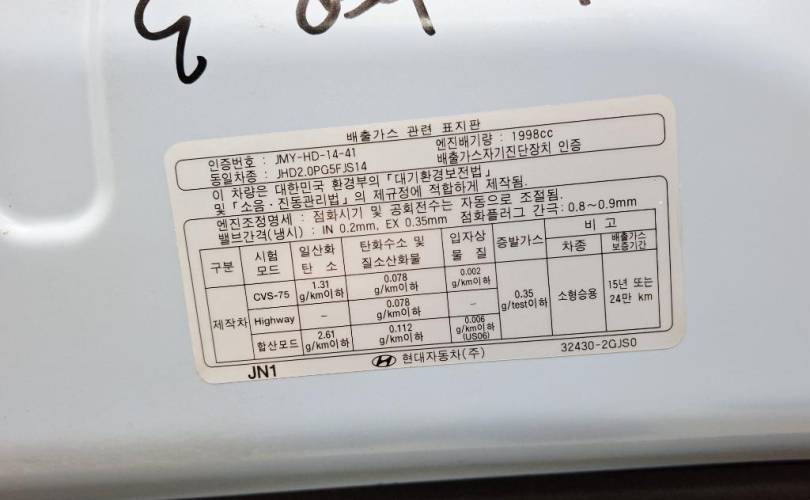 배출가스 관련 표지판
인증번호 : JMY-HD-14-41 엔진배기량 : 1998cc
동일차종 : JHD2.0PG5FJS14 배출가스자기진단장치 인증
이 차량은 대한민국 환경부의 「대기환경보전법」
및 「소음·진동관리법」의 제규정에 적합하게 제작됨.
엔진조정명세 : 점화시기 및 공회전수는 자동으로 조절됨.
밸브간격(냉시) : IN 0.2mm, EX 0.35mm 점화플러그 간극: 0.8~0.9mm
구분 시험 모드 일산화 탄 소 탄화수소 및 질소산화물 입자상 물 질 증발가스 비 고
차종 배출가스 보증기간
제작차 CVS-75 1.31 g/km이하 0.078 g/km이하 0.002 g/km이하 0.35 g/test이하 소형승용 15년 또는 24만 km
Highway - 0.078 g/km이하 -
합산모드 2.61 g/km이하 0.112 g/km이하 0.006 g/km이하 (US06)
JN1 현대자동차(주) 32430-2GJS0